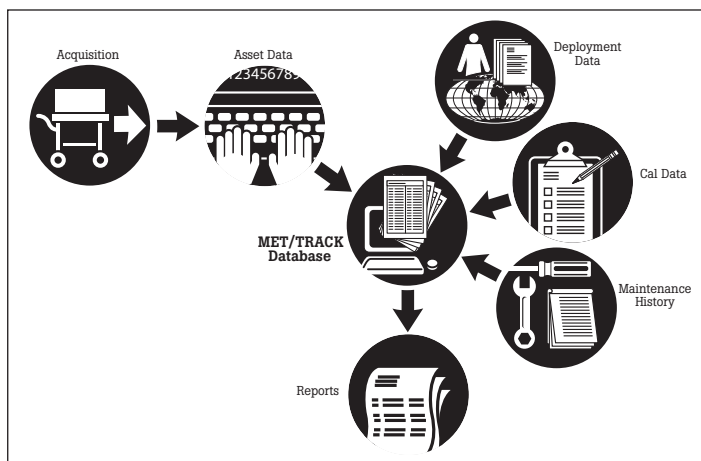 Acquisition
Asset Data
123456789
Deployment
Data
Cal Data
MET/TRACK
Database
Maintenance
History
Reports